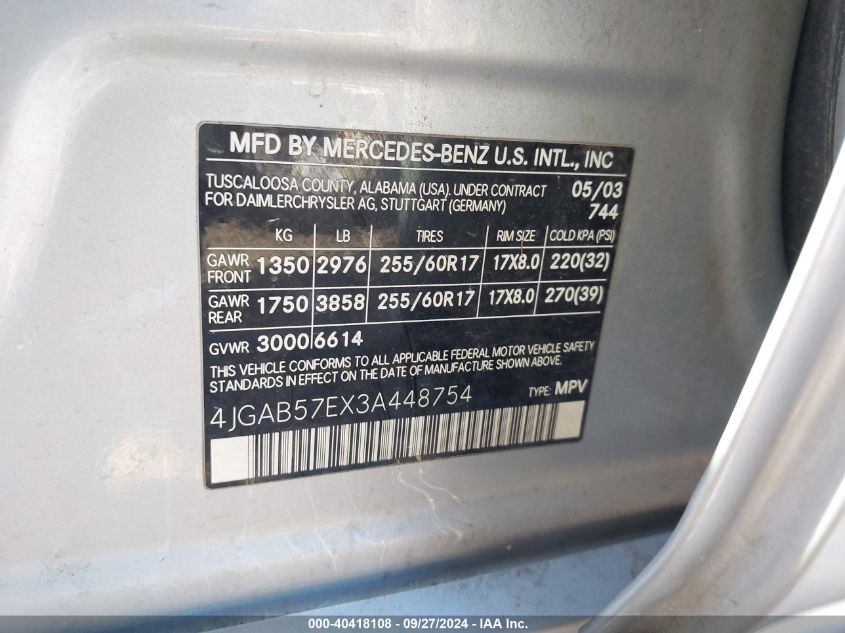 MFD BY MERCEDES-BENZ U.S. INTL., INC
TUSCALOOSA COUNTY, ALABAMA (USA). UNDER CONTRACT 05/03
FOR DAIMLERCHRYSLER AG, STUTTGART (GERMANY) 744
KG LB TIRES RIM SIZE COLD KPA (PSI)
GAWR FRONT 1350 2976 255/60R17 17X8.0 220(32)
GAWR REAR 1750 3858 255/60R17 17X8.0 270(39)
GVWR 3000 6614
THIS VEHICLE CONFORMS TO ALL APPLICABLE FEDERAL MOTOR VEHICLE SAFETY
STANDARDS IN EFFECT ON THE DATE OF MANUFACTURE SHOWN ABOVE.
4JGAB57EX3A448754 TYPE: MPV
000-40418108 - 09/27/2024 - IAA Inc.